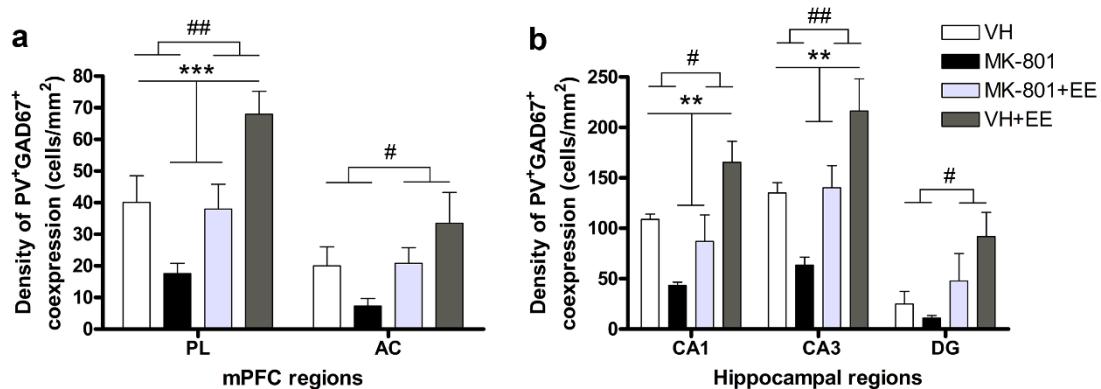 a
Density of PV⁺GAD67⁺
coexpression (cells/mm²)
80
70
60
50
40
30
20
10
0
##
***
#
PL
AC
mPFC regions
b
Density of PV⁺GAD67⁺
coexpression (cells/mm²)
250
200
150
100
50
0
#
**
##
**
#
CA1
CA3
DG
Hippocampal regions
VH
MK-801
MK-801+EE
VH+EE